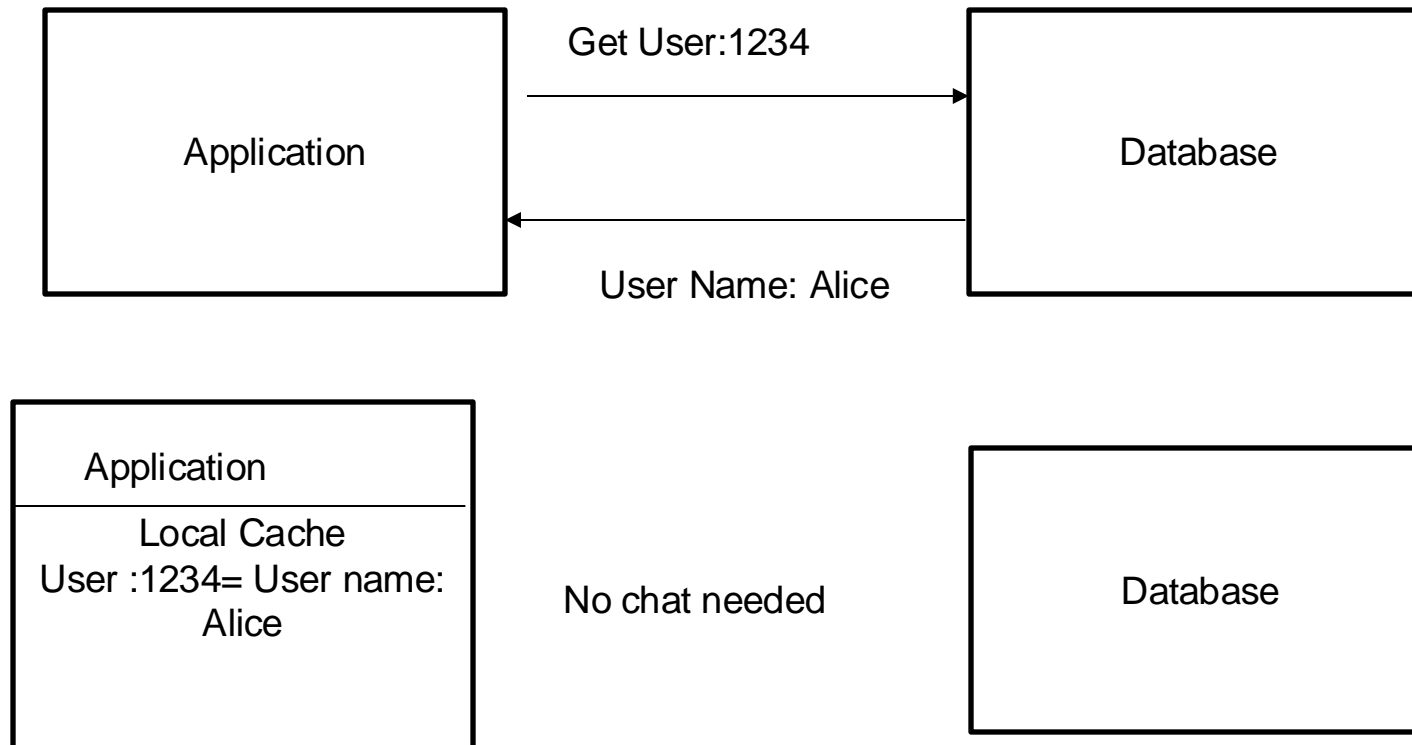 Get User:1234
Application
Database
User Name: Alice
Application
Local Cache
User :1234= User name:
Alice
No chat needed
Database